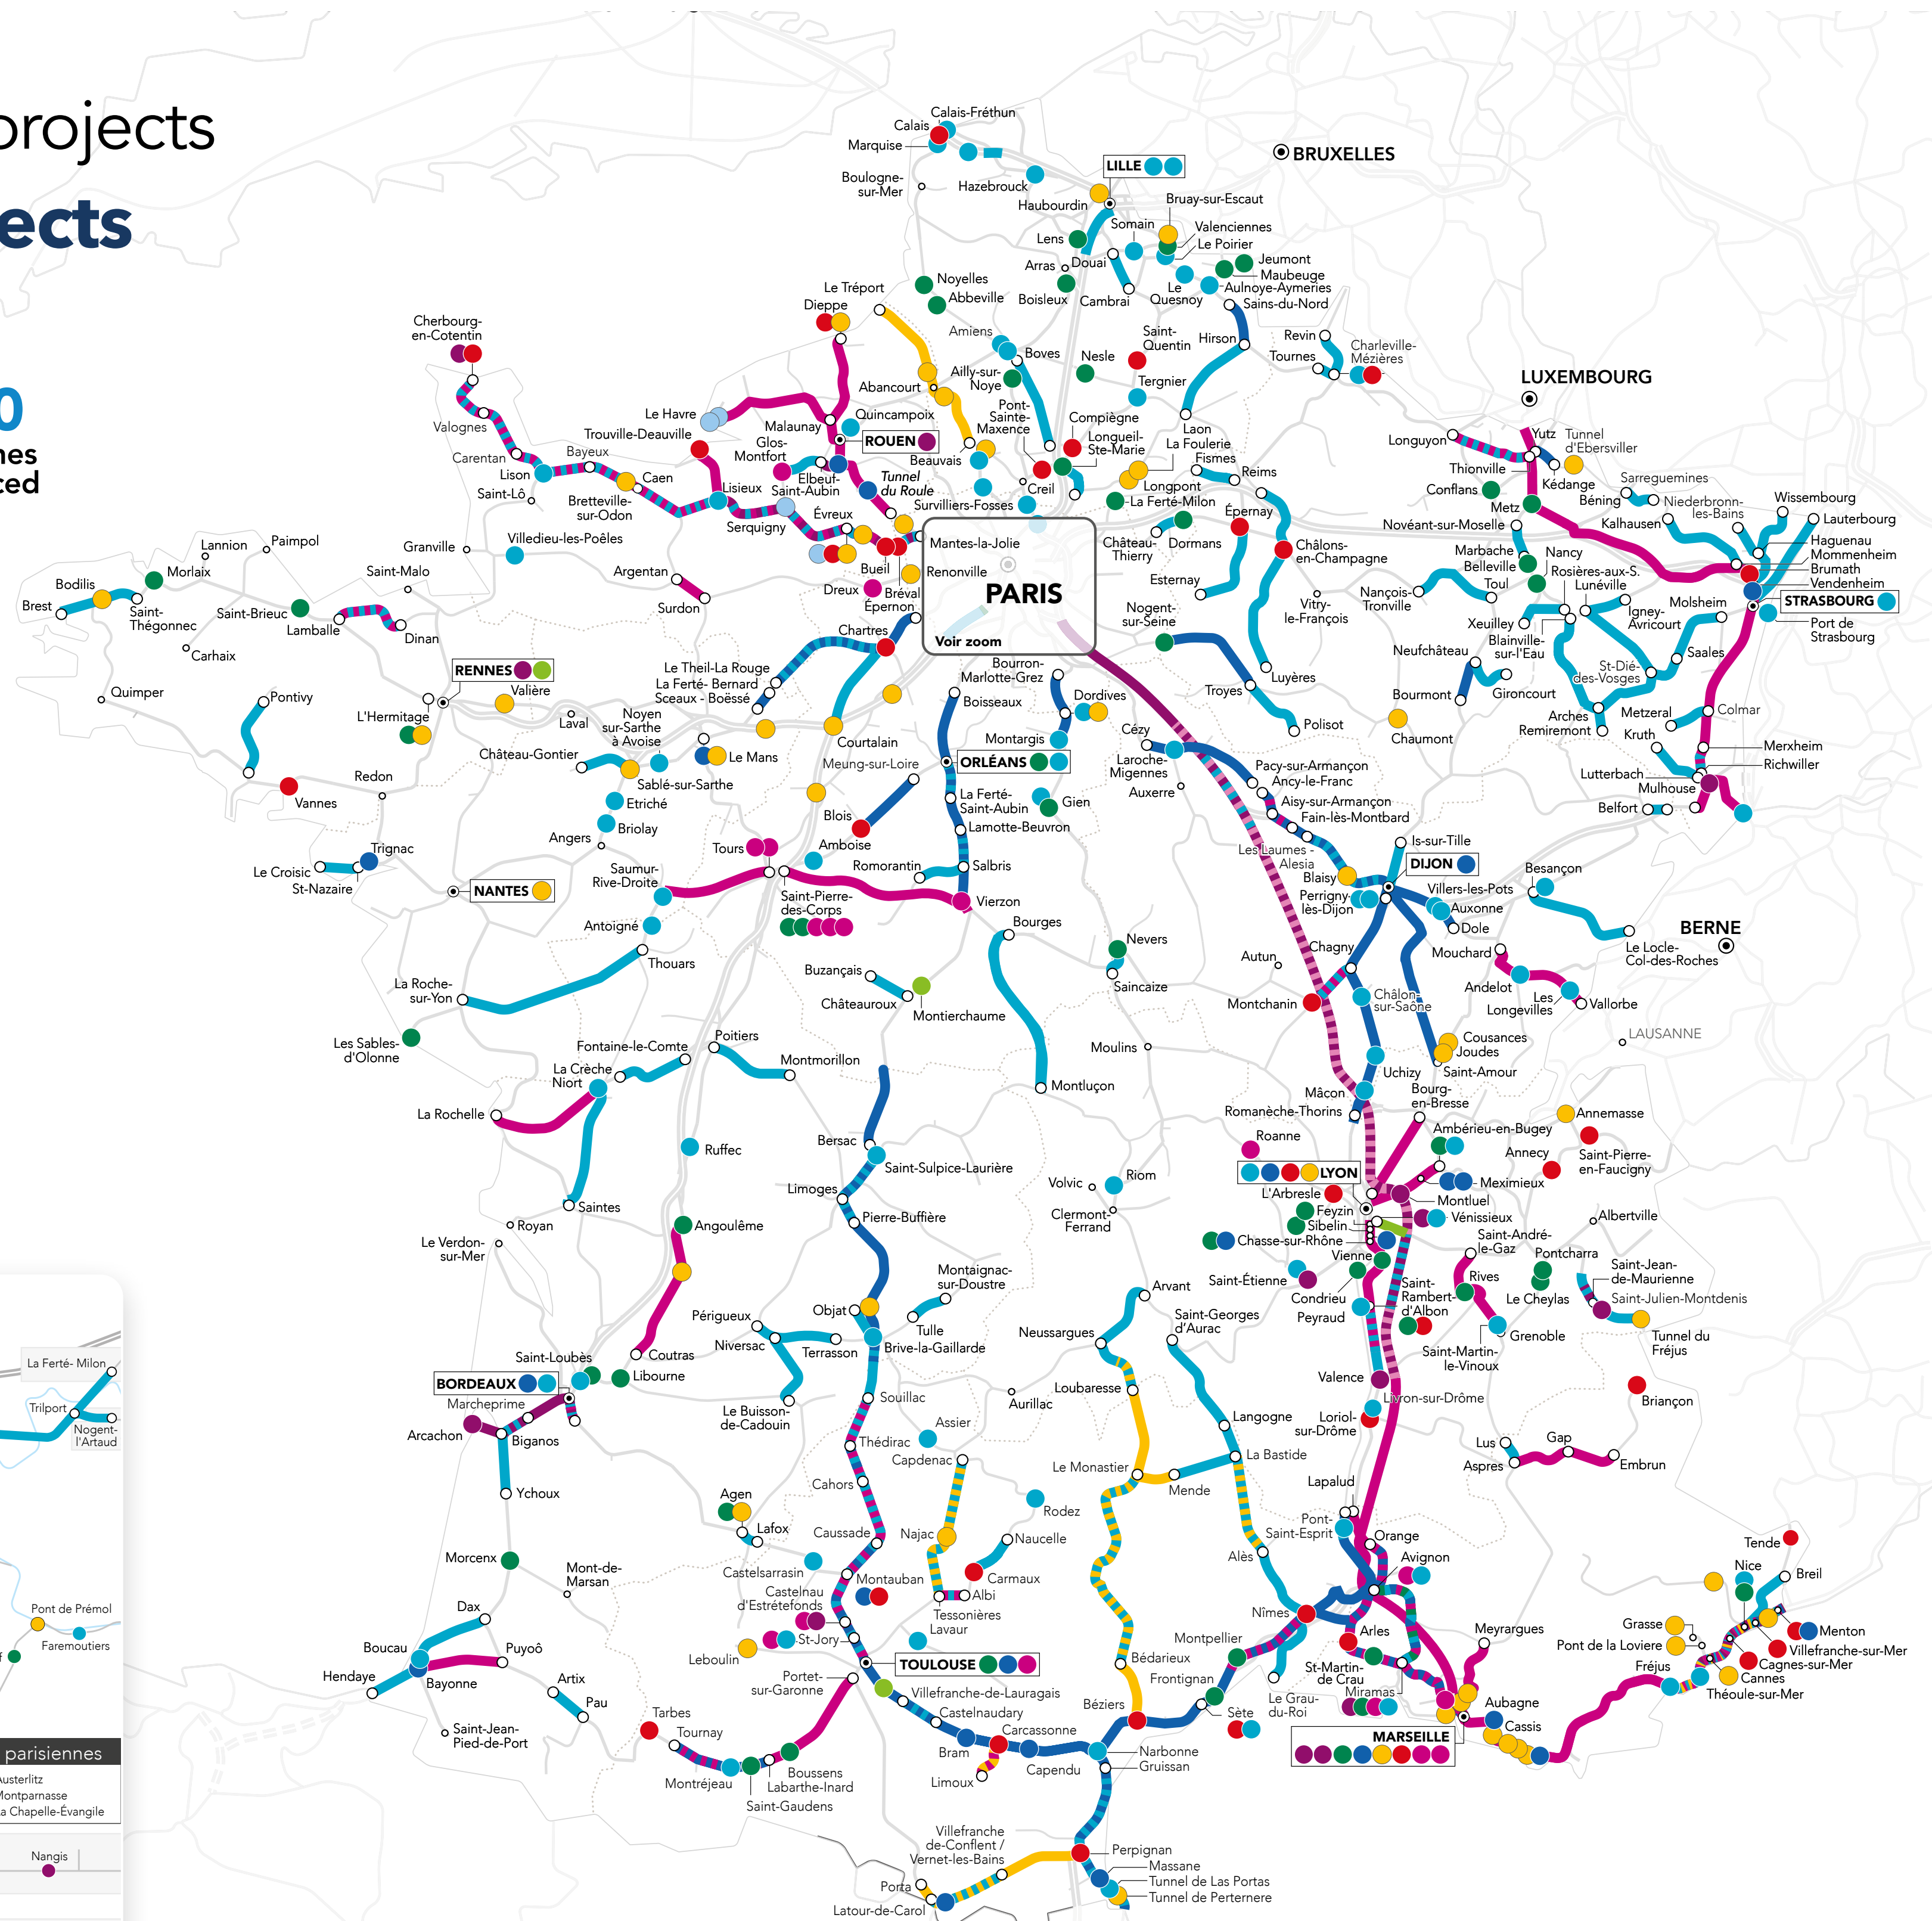 projects
ects
0
nes
ced
Calais-Fréthun
Calais
Marquise
Boulogne-
sur-Mer
Hazebrouck
LILLE
BRUXELLES
Haubourdin
Bruay-sur-Escaut
Somain
Valenciennes
Le Poirier
Lens
Arras
Douai
Jeumont
Maubeuge
Aulnoye-Aymeries
Le
Quesnoy
Sains-du-Nord
Boisleux
Cambrai
Noyelles
Abbeville
Le Tréport
Dieppe
Cherbourg-
en-Cotentin
Amiens
Boves
Nesle
Saint-
Quentin
Hirson
Revin
Tournes
Charleville-
Mézières
Ailly-sur-
Noye
Tergnier
Abancourt
LUXEMBOURG
Le Havre
Malaunay
Quincampoix
ROUEN
Pont-
Sainte-
Maxence
Compiègne
Longueil-
Ste-Marie
Laon
La Foulerie
Fismes
Reims
Valognes
Trouville-Deauville
Glos-
Montfort
Carentan
Lison
Bayeux
Caen
Saint-Lô
Bretteville-
sur-Odon
Lisieux
Elbeuf-
Saint-Aubin
Tunnel
du Roule
Beauvais
Creil
Survilliers-Fosses
Longpont
La Ferté-Milon
Longuyon
Yutz
Tunnel
d'Ebersviller
Thionville
Kédange
Conflans
Béning
Sarreguemines
Niederbronn-
les-Bains
Wissembourg
Lauterbourg
Metz
Novéant-sur-Moselle
Kalhausen
Haguenau
Mommenheim
Brumath
Vendenheim
STRASBOURG
Port de
Strasbourg
Serquigny
Évreux
Bueil
Mantes-la-Jolie
Renonville
Dreux
Bréval
Épernon
PARIS
Voir zoom
Château-
Thierry
Dormans
Épernay
Châlons-
en-Champagne
Marbache
Belleville
Nancy
Rosières-aux-S.
Lunéville
Toul
Nançois-
Tronville
Xeuilley
Blainville-
sur-l'Eau
Igney-
Avricourt
Molsheim
Esternay
Nogent-
sur-Seine
Vitry-
le-François
Neufchâteau
St-Dié-
des-Vosges
Saales
Bourmont
Gironcourt
Luyères
Troyes
Polisot
Chaumont
Arches
Remiremont
Metzeral
Colmar
Kruth
Merxheim
Richwiller
Lutterbach
Mulhouse
Belfort
Villedieu-les-Poêles
Granville
Lannion
Paimpol
Morlaix
Saint-Malo
Argentan
Surdon
Bodilis
Brest
Saint-
Thégonnec
Saint-Brieuc
Lamballe
Dinan
Carhaix
Quimper
Chartres
RENNES
Valière
Le Theil-La Rouge
La Ferté- Bernard
Sceaux - Boëssé
Bourron-
Marlotte-Grez
Dordives
Boisseaux
Pontivy
L'Hermitage
Laval
Noyen
sur-Sarthe
à Avoise
Le Mans
Courtalain
Meung-sur-Loire
ORLÉANS
Montargis
Cézy
Laroche-
Migennes
Auxerre
Pacy-sur-Armançon
Ancy-le-Franc
Aisy-sur-Armançon
Fain-lès-Montbard
Château-Gontier
Sablé-sur-Sarthe
Vannes
Redon
Etriché
Briolay
Angers
Blois
La Ferté-
Saint-Aubin
Gien
Lamotte-Beuvron
Les Laumes -
Alesia
Is-sur-Tille
DIJON
Trignac
Le Croisic
St-Nazaire
Tours
Amboise
Romorantin
Salbris
Blaisy
Perrigny-
lès-Dijon
Villers-les-Pots
Auxonne
Dole
Besançon
Saumur-
Rive-Droite
NANTES
Saint-Pierre-
des-Corps
Vierzon
Antoigné
Bourges
BERNE
Le Locle-
Col-des-Roches
Nevers
Autun
Chagny
Mouchard
Thouars
Buzançais
Saincaize
Montchanin
Châlon-
sur-Saône
Andelot
Les
Longevilles
Vallorbe
La Roche-
sur-Yon
Châteauroux
Montierchaume
LAUSANNE
Les Sables-
d'Olonne
Fontaine-le-Comte
Poitiers
Moulins
Cousances
Joudes
Saint-Amour
La Crèche
Niort
Montmorillon
Montluçon
Uchizy
Mâcon
Bourg-
en-Bresse
La Rochelle
Romanèche-Thorins
Annemasse
Bersac
Ruffec
Saint-Sulpice-Laurière
Roanne
Ambérieu-en-Bugey
Annecy
Saint-Pierre-
en-Faucigny
Limoges
Volvic
Riom
LYON
Meximieux
L'Arbresle
Montluel
Saintes
Royan
Pierre-Buffière
Clermont-
Ferrand
Feyzin
Sibelin
Vénissieux
Albertville
Le Verdon-
sur-Mer
Angoulême
Chasse-sur-Rhône
Saint-André-
le-Gaz
Vienne
Pontcharra
Saint-Jean-
de-Maurienne
Montaignac-
sur-Doustre
Saint-Étienne
Arvant
Condrieu
Saint-
Rambert-
d'Albon
Rives
Le Cheylas
Saint-Julien-Montdenis
Périgueux
Objat
Peyraud
Grenoble
Tunnel du
Fréjus
Niversac
Terrasson
Tulle
Neussargues
Saint-Georges
d'Aurac
Brive-la-Gaillarde
Saint-Martin-
le-Vinoux
Saint-Loubès
Coutras
Libourne
BORDEAUX
Valence
Marcheprime
Le Buisson-
de-Cadouin
Souillac
Loubaresse
Aurillac
Livron-sur-Drôme
Briançon
Arcachon
Biganos
Assier
Langogne
Loriol-
sur-Drôme
Thédirac
Capdenac
La Bastide
Lus
Gap
Aspres
Embrun
Le Monastier
Cahors
Mende
Lapalud
Ychoux
Agen
Rodez
Pont-
Saint-Esprit
Lafox
Caussade
Najac
Naucelle
Orange
Tende
Morcenx
Castelsarrasin
Alès
Avignon
Nice
Breil
Mont-de-
Marsan
Castelnau
d'Estrétefonds
Montauban
Carmaux
Albi
Tessonières
Dax
St-Jory
Lavaur
Nîmes
Arles
Meyrargues
Grasse
Pont de la Loviere
Menton
Villefranche-sur-Mer
Cagnes-sur-Mer
Cannes
Théoule-sur-Mer
Fréjus
Boucau
Puyoô
Leboulin
TOULOUSE
Bédarieux
Montpellier
St-Martin-
de Crau
Hendaye
Bayonne
Artix
Portet-
sur-Garonne
Frontignan
Miramas
Pau
Villefranche-de-Lauragais
Le Grau-
du-Roi
Castelnaudary
Béziers
Sète
Aubagne
Cassis
MARSEILLE
Saint-Jean-
Pied-de-Port
Tarbes
Tournay
Bram
Carcassonne
Narbonne
Gruissan
Capendu
Limoux
Montréjeau
Boussens
Labarthe-Inard
Saint-Gaudens
Villefranche
de-Conflent /
Vernet-les-Bains
Perpignan
Massane
Tunnel de Las Portas
Tunnel de Perternere
Porta
Latour-de-Carol
La Ferté- Milon
Trilport
Nogent-
l'Artaud
Pont de Prémol
Faremoutiers
parisiennes
Austerlitz
Montparnasse
La Chapelle-Évangile
Nangis